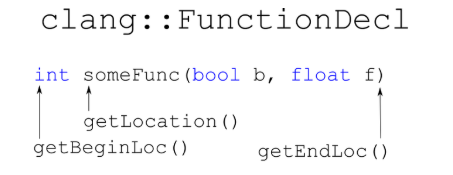 clang::FunctionDecl
int someFunc(bool b, float f)
getLocation()
getBeginLoc()
getEndLoc()